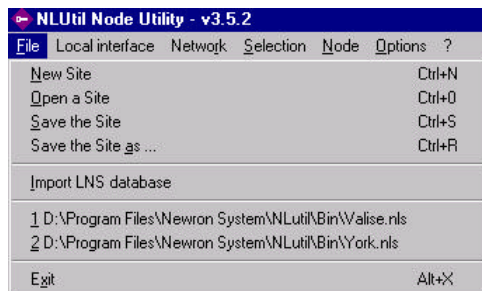 NLUtil Node Utility - v3.5.2
File Local interface Network Selection Node Options ?
New Site Ctrl+N
Open a Site Ctrl+O
Save the Site Ctrl+S
Save the Site as ... Ctrl+R
Import LNS database
1 D:\Program Files\Newron System\NLutil\Bin\Valise.nls
2 D:\Program Files\Newron System\NLutil\Bin\York.nls
Exit Alt+X